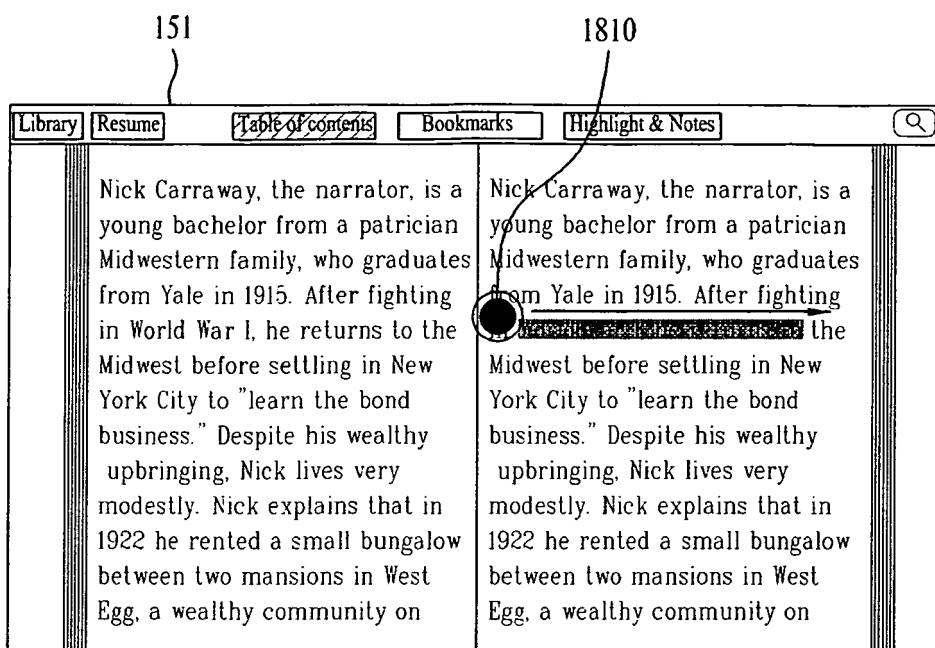 151
1810
Library Resume Table of contents Bookmarks Highlight & Notes
Nick Carraway, the narrator, is a
young bachelor from a patrician
Midwestern family, who graduates
from Yale in 1915. After fighting
in World War I, he returns to the
Midwest before settling in New
York City to "learn the bond
business." Despite his wealthy
upbringing, Nick lives very
modestly. Nick explains that in
1922 he rented a small bungalow
between two mansions in West
Egg, a wealthy community on
Nick Carraway, the narrator, is a
young bachelor from a patrician
Midwestern family, who graduates
from Yale in 1915. After fighting
the
Midwest before settling in New
York City to "learn the bond
business." Despite his wealthy
upbringing, Nick lives very
modestly. Nick explains that in
1922 he rented a small bungalow
between two mansions in West
Egg, a wealthy community on